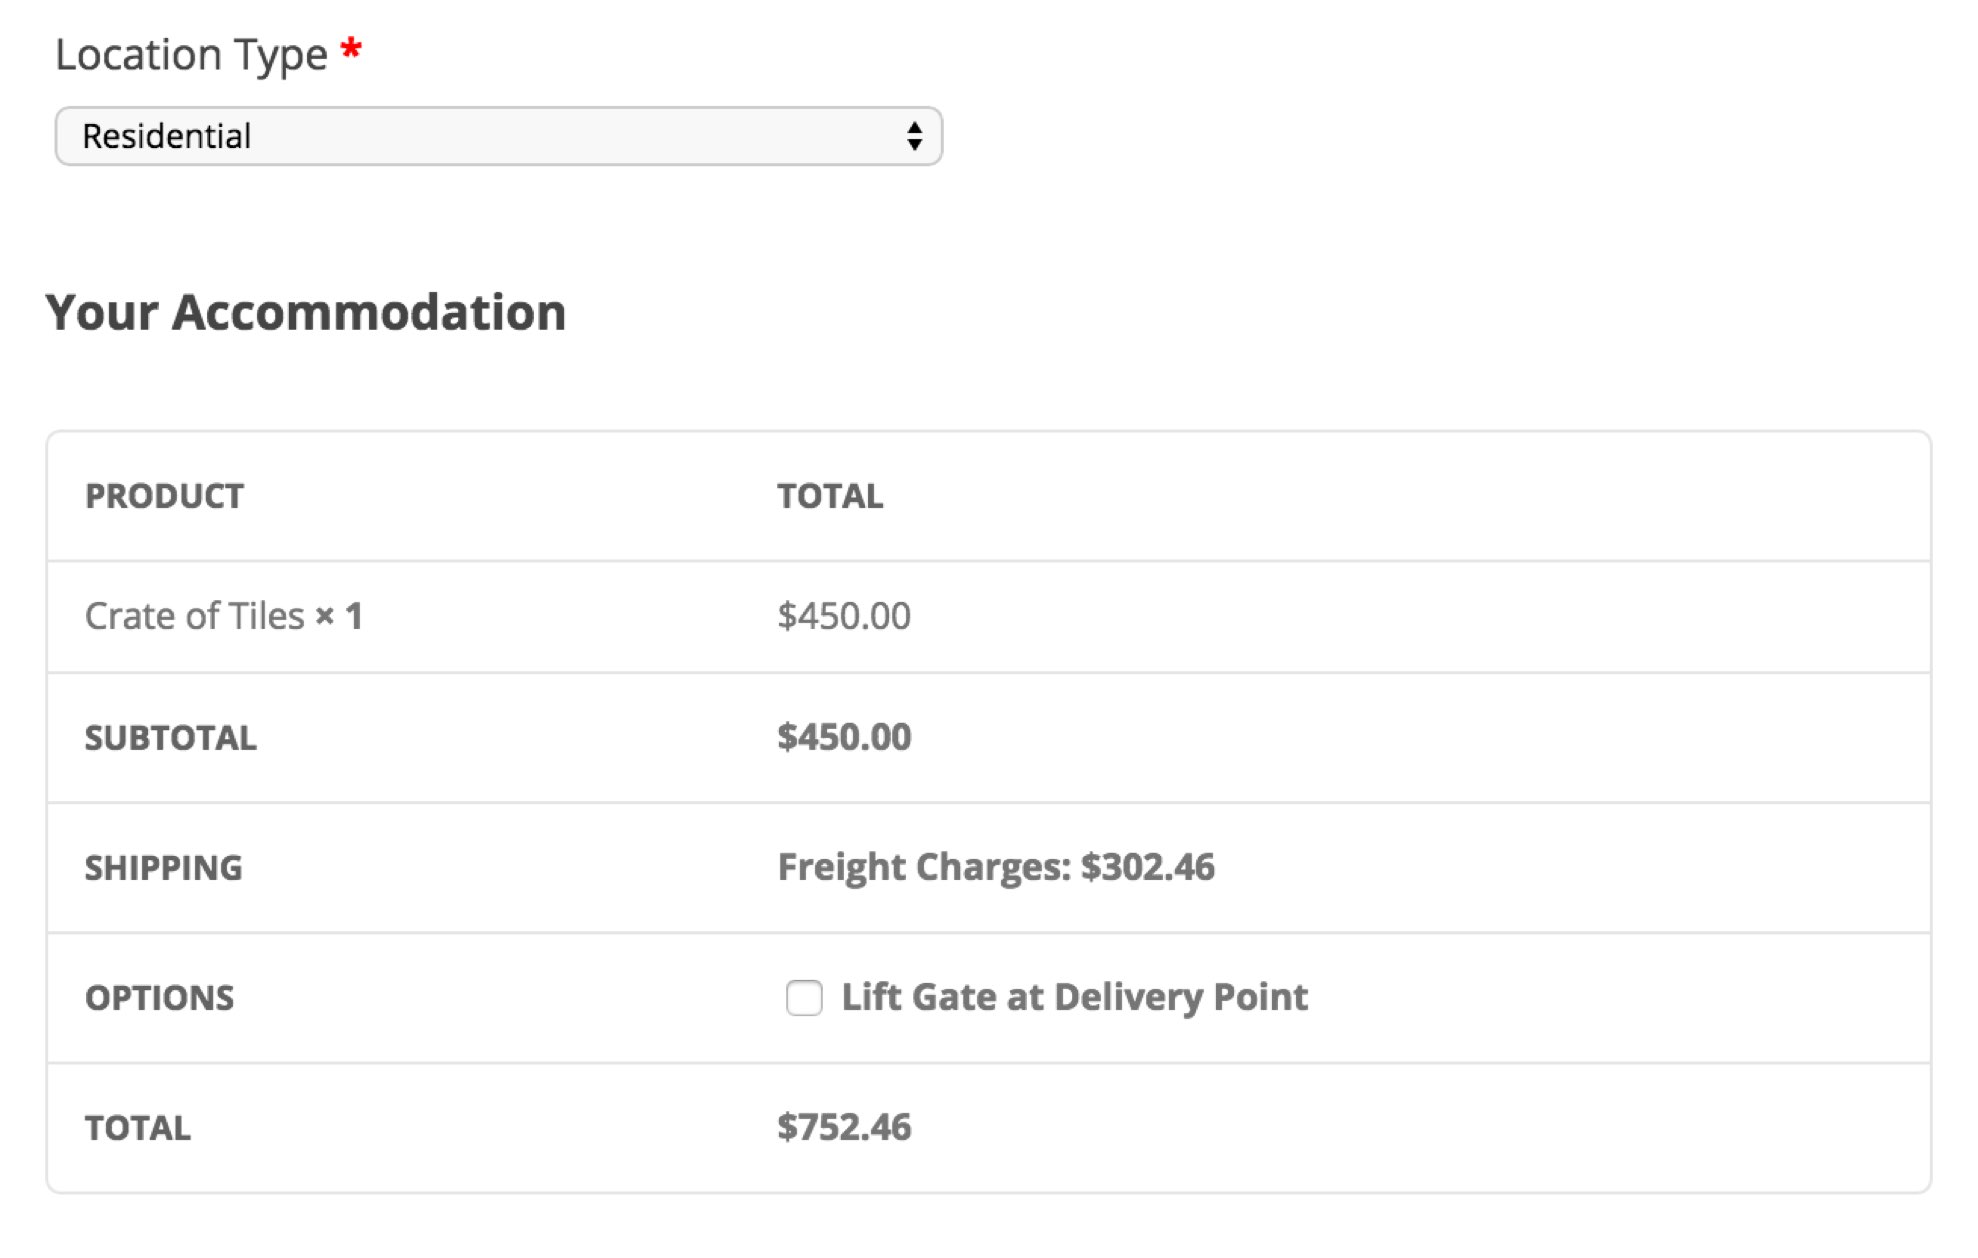 Location Type *
Residential
Your Accommodation
PRODUCT TOTAL
Crate of Tiles × 1 $450.00
SUBTOTAL $450.00
SHIPPING Freight Charges: $302.46
OPTIONS Lift Gate at Delivery Point
TOTAL $752.46